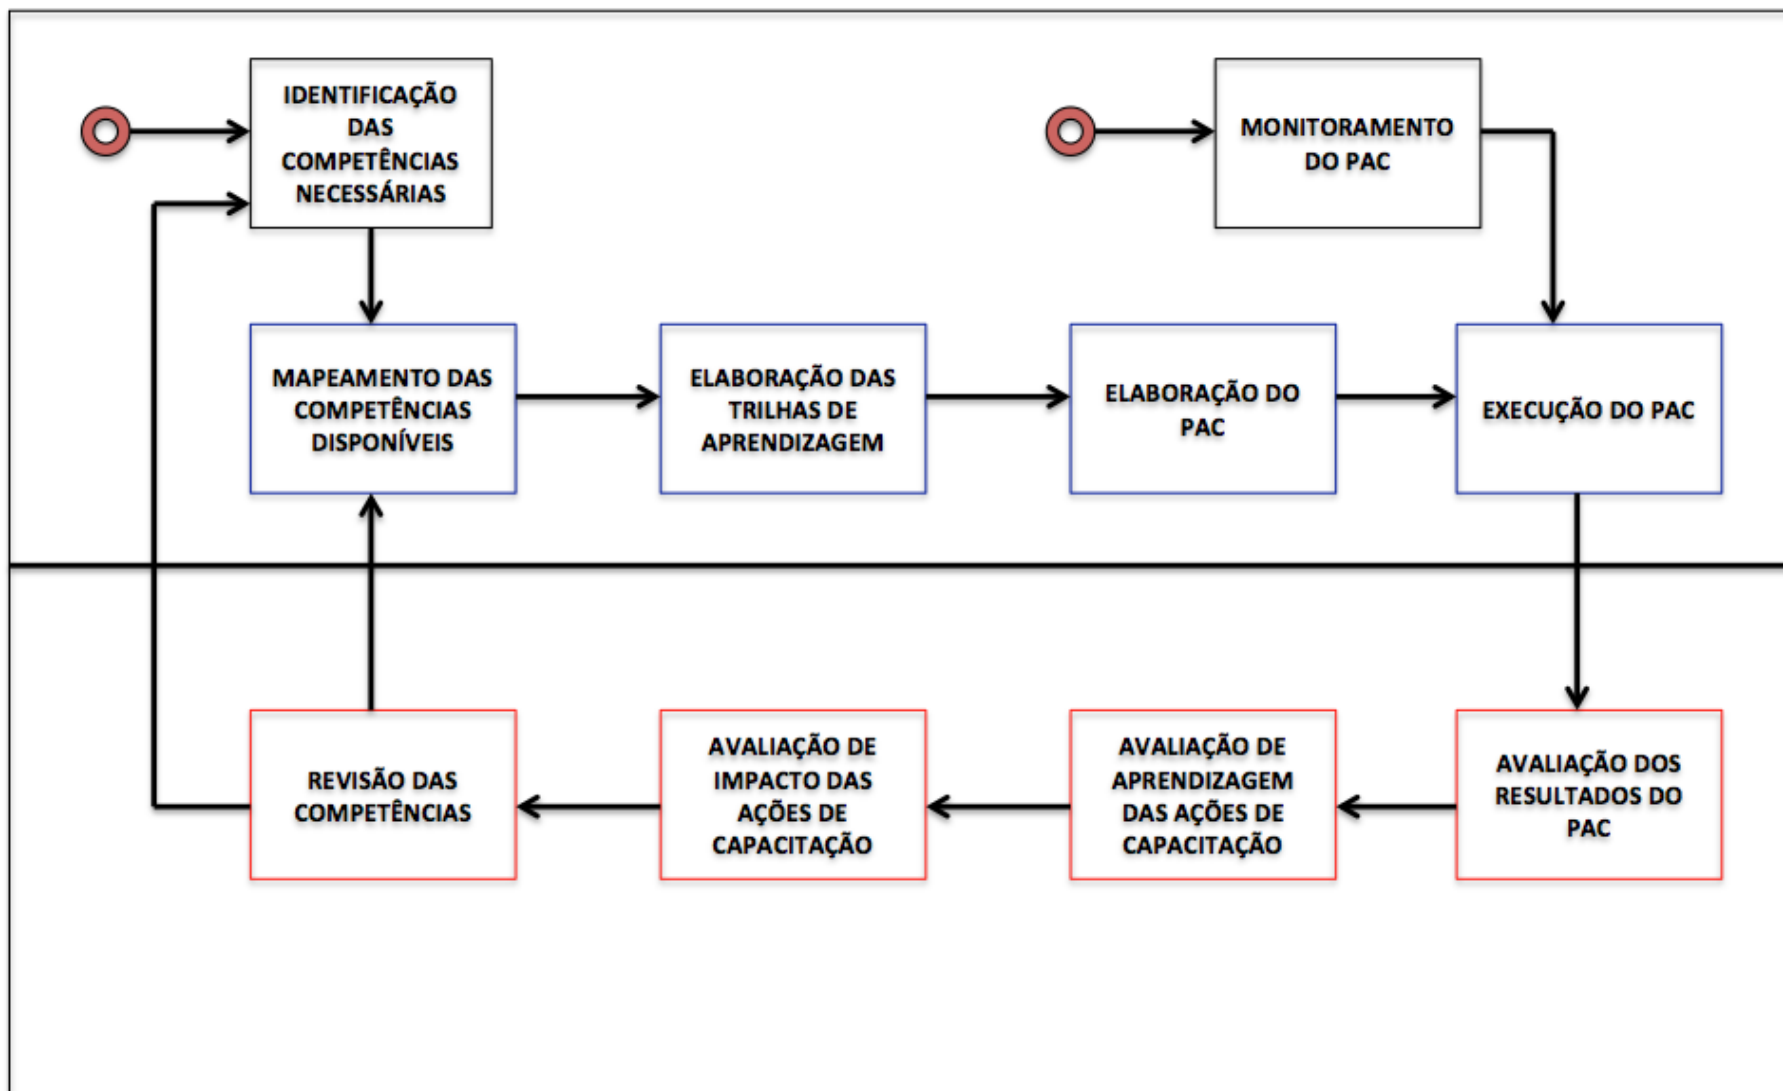 IDENTIFICAÇÃO
DAS
COMPETÊNCIAS
NECESSÁRIAS
MONITORAMENTO
DO PAC
MAPEAMENTO DAS
COMPETÊNCIAS
DISPONÍVEIS
ELABORAÇÃO DAS
TRILHAS DE
APRENDIZAGEM
ELABORAÇÃO DO
PAC
EXECUÇÃO DO PAC
REVISÃO DAS
COMPETÊNCIAS
AVALIAÇÃO DE
IMPACTO DAS
AÇÕES DE
CAPACITAÇÃO
AVALIAÇÃO DE
APRENDIZAGEM
DAS AÇÕES DE
CAPACITAÇÃO
AVALIAÇÃO DOS
RESULTADOS DO
PAC